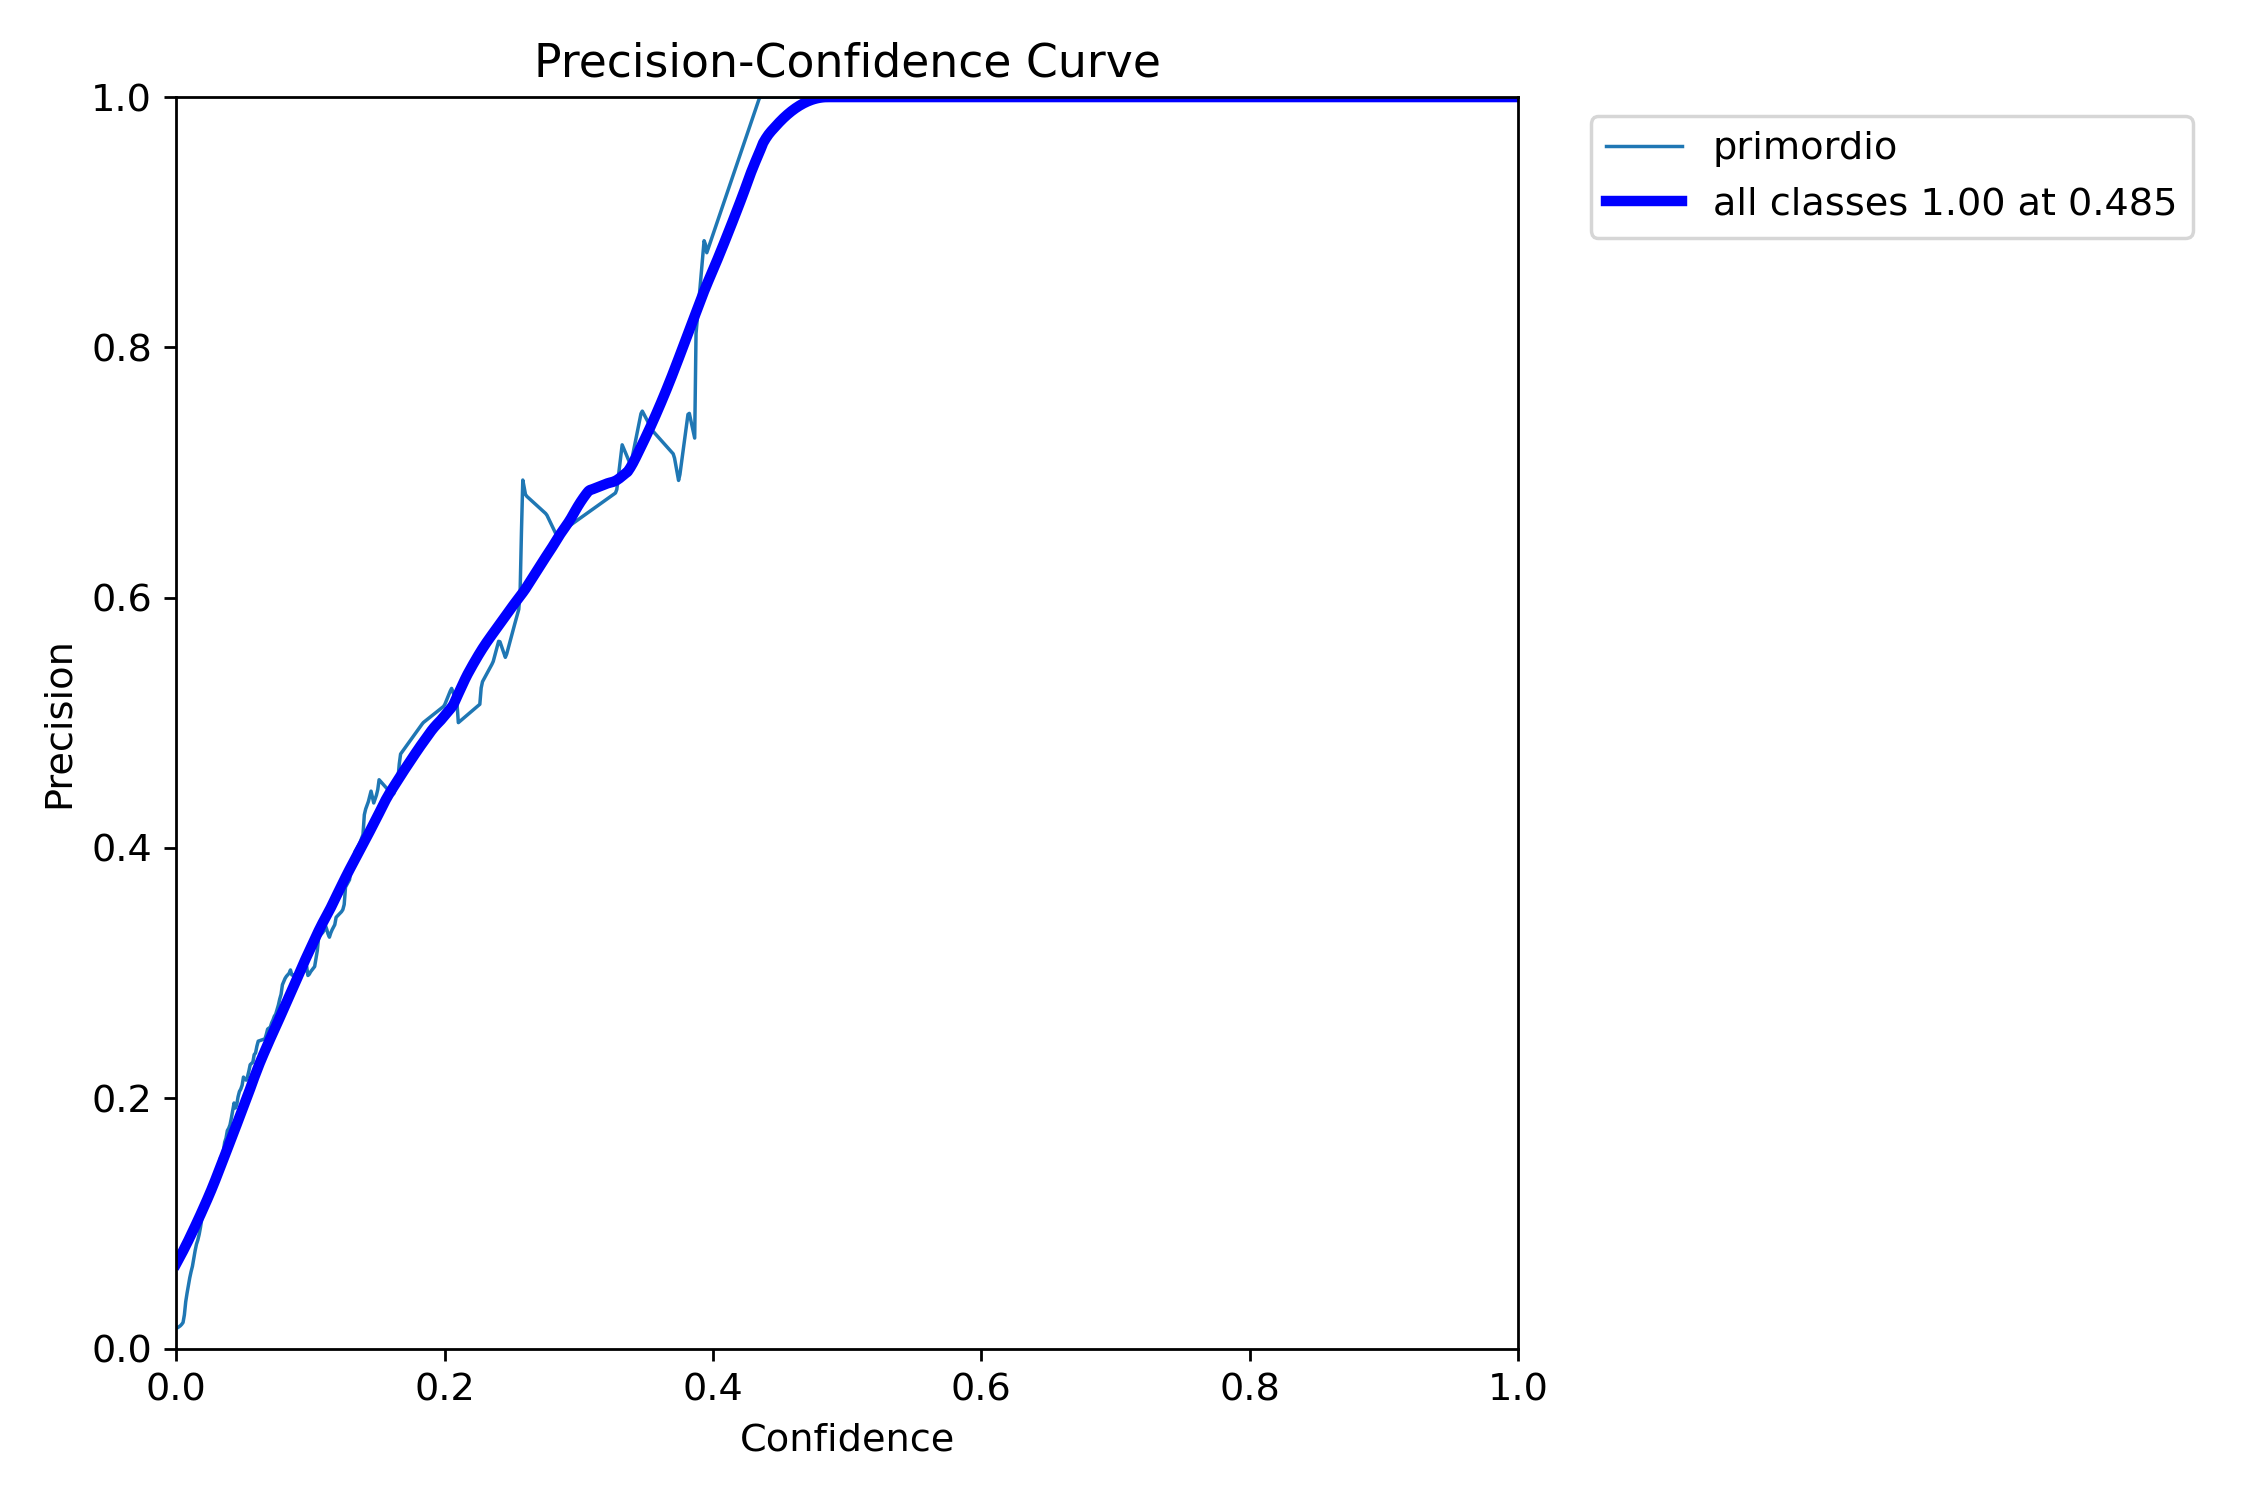 Precision-Confidence Curve
1.0
0.8
0.6
0.4
0.2
0.0
Precision
0.0 0.2 0.4 0.6 0.8 1.0
Confidence
primordio
all classes 1.00 at 0.485